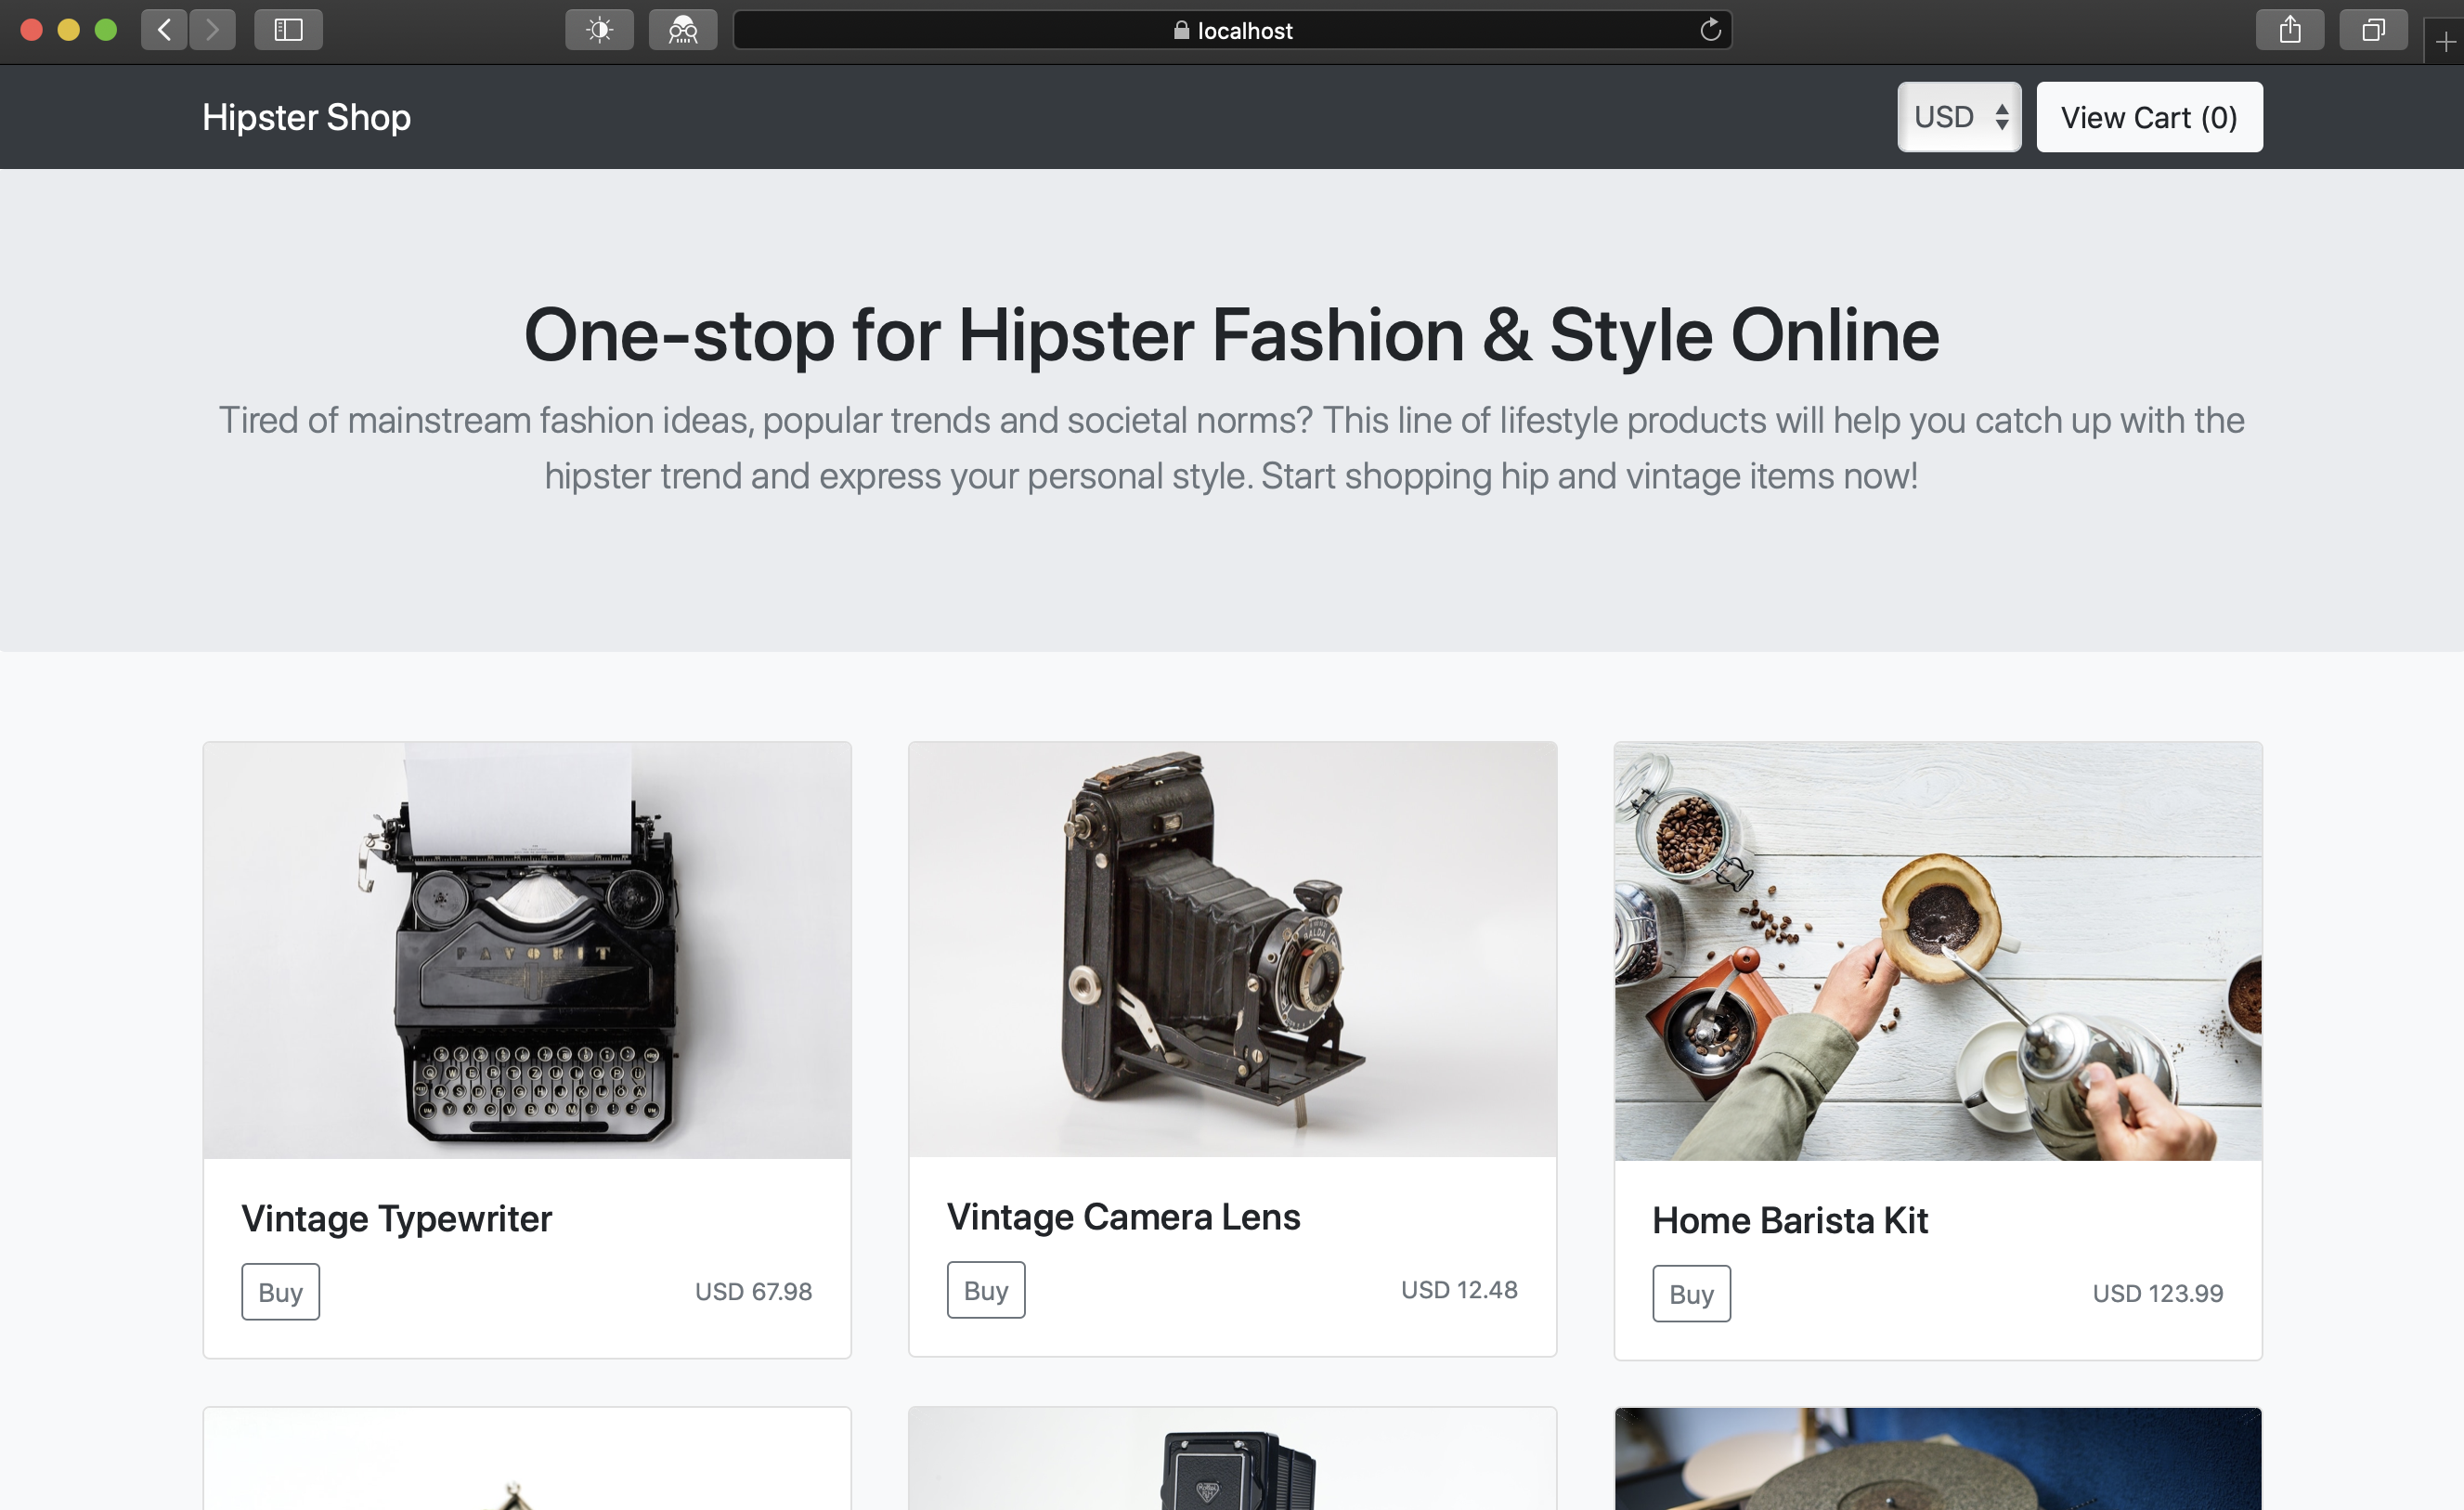 localhost
Hipster Shop
USD
View Cart (0)
One-stop for Hipster Fashion & Style Online
Tired of mainstream fashion ideas, popular trends and societal norms? This line of lifestyle products will help you catch up with the
hipster trend and express your personal style. Start shopping hip and vintage items now!
FAVORIT
BALDA
Vintage Typewriter
Buy
USD 67.98
Vintage Camera Lens
Buy
USD 12.48
Home Barista Kit
Buy
USD 123.99